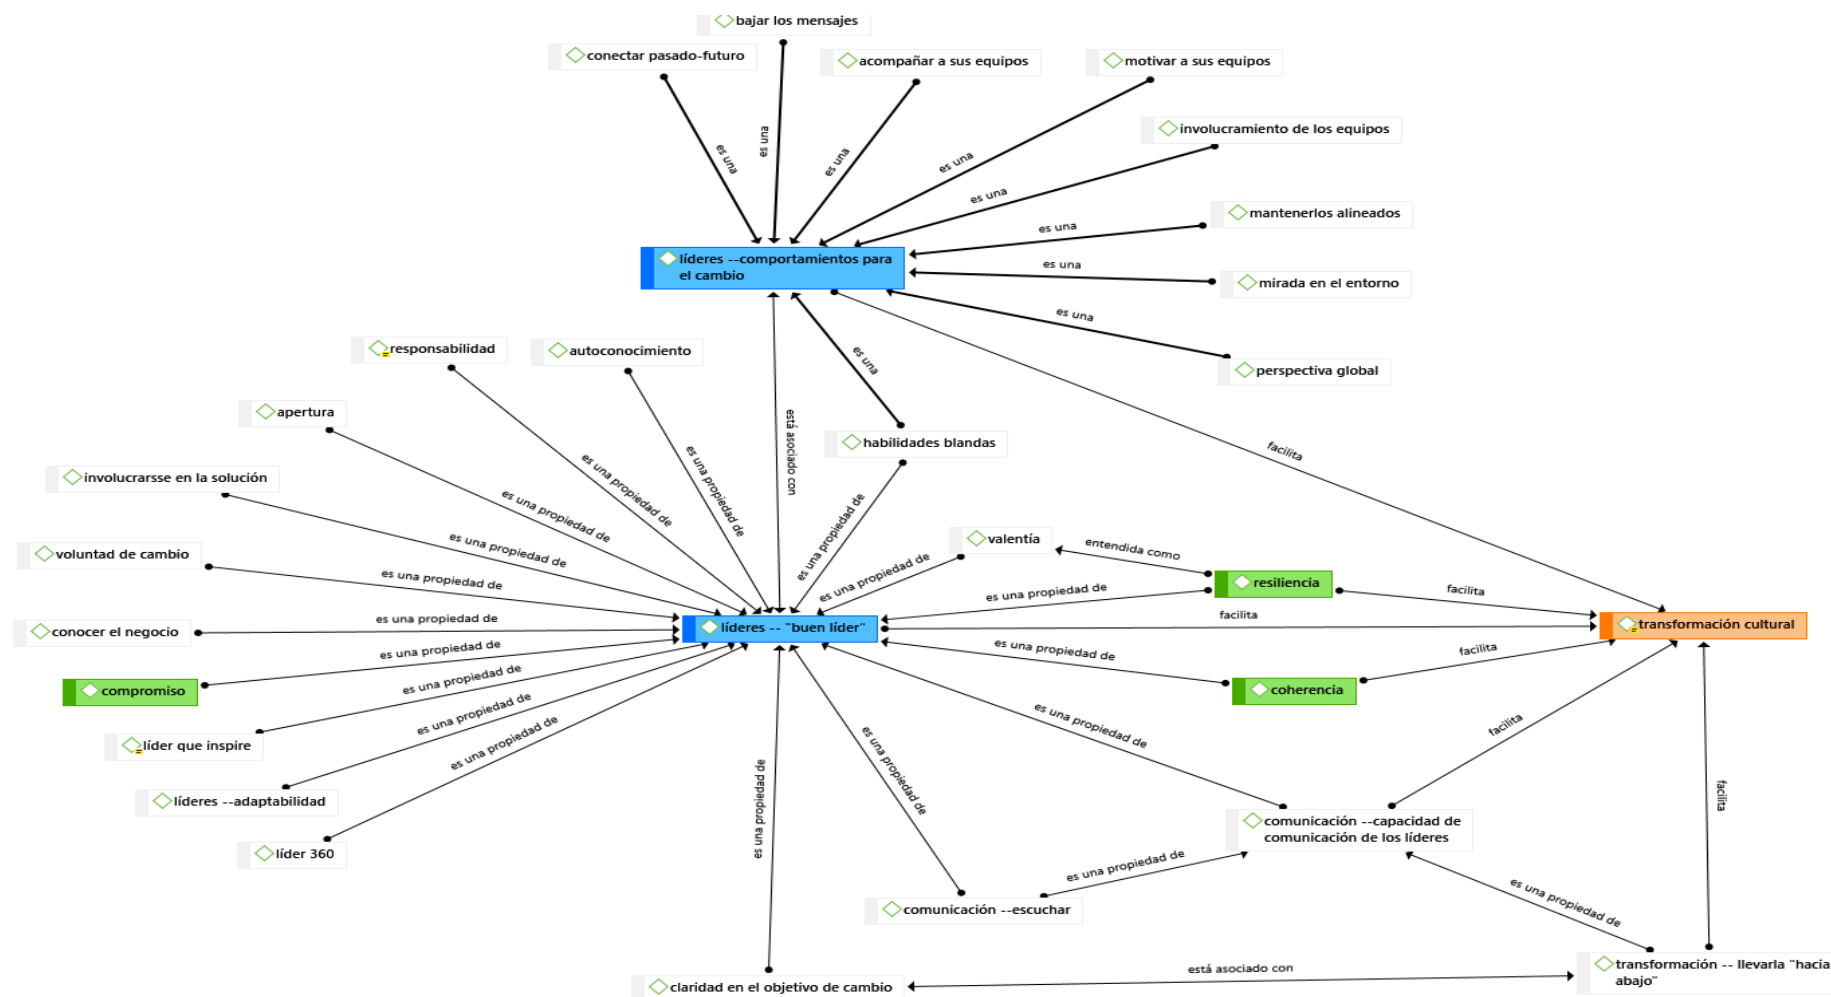 bajar los mensajes
conectar pasado-futuro
acompañar a sus equipos
motivar a sus equipos
involucramiento de los equipos
es una
es una
es una
es una
es una
mantenerlos alineados
es una
líderes --comportamientos para
el cambio
es una
mirada en el entorno
es una
perspectiva global
responsabilidad
autoconocimiento
es una
apertura
está asociado con
habilidades blandas
facilita
involucrarsse en la solución
es una propiedad de
es una propiedad de
es una propiedad de
es una propiedad de
es una propiedad de
valentía
entendida como
voluntad de cambio
es una propiedad de
es una propiedad de
es una propiedad de
resiliencia
es una propiedad de
facilita
conocer el negocio
es una propiedad de
líderes -- "buen líder"
facilita
transformación cultural
es una propiedad de
es una propiedad de
facilita
compromiso
es una propiedad de
coherencia
líder que inspire
es una propiedad de
es una propiedad de
es una propiedad de
es una propiedad de
facilita
líderes --adaptabilidad
es una propiedad de
facilita
líder 360
comunicación --capacidad de
comunicación de los líderes
es una propiedad de
es una propiedad de
comunicación --escuchar
está asociado con
transformación -- llevarla "hacia
abajo"
claridad en el objetivo de cambio